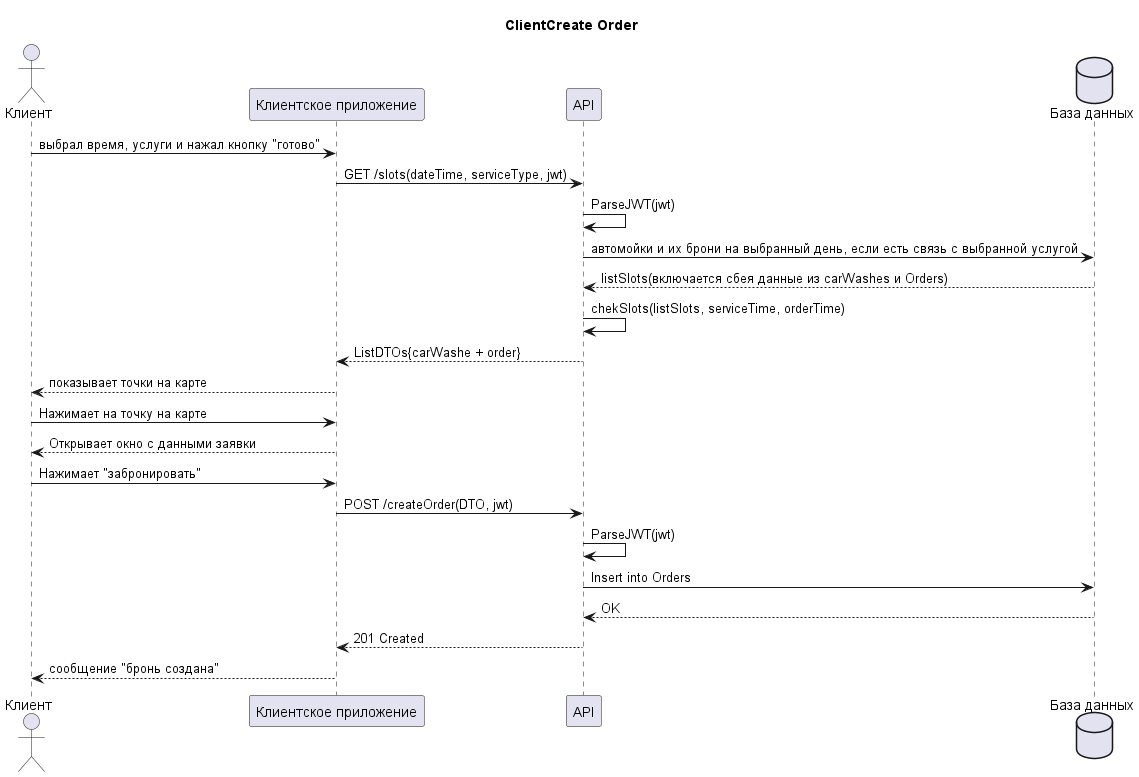 ClientCreate Order
Клиент
Клиентское приложение
API
База данных
выбрал время, услуги и нажал кнопку "готово"
GET /slots(dateTime, serviceType, jwt)
ParseJWT(jwt)
автомойки и их брони на выбранный день, если есть связь с выбранной услугой
listSlots(включается сбея данные из carWashes и Orders)
chekSlots(listSlots, serviceTime, orderTime)
ListDTOs{carWashe + order}
показывает точки на карте
Нажимает на точку на карте
Открывает окно с данными заявки
Нажимает "забронировать"
POST /createOrder(DTO, jwt)
ParseJWT(jwt)
Insert into Orders
OK
201 Created
сообщение "бронь создана"
Клиент
Клиентское приложение
API
База данных